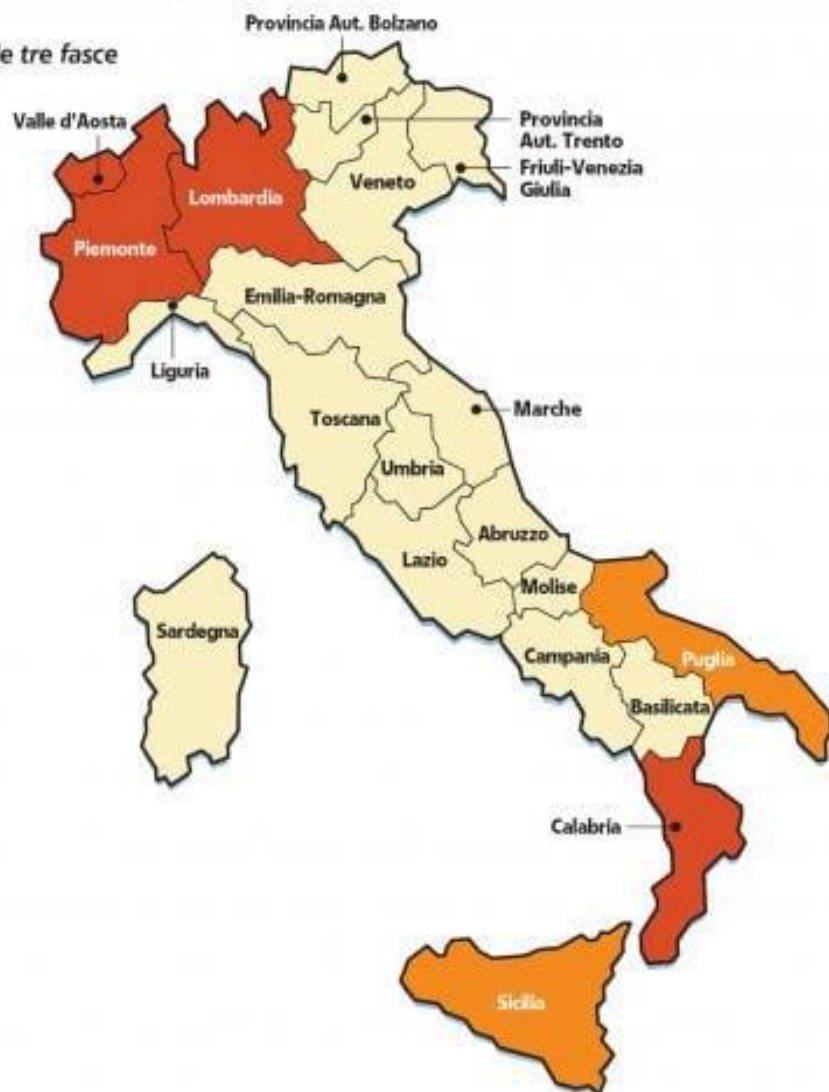 Provincia Aut. Bolzano
le tre fasce
Valle d'Aosta
Provincia
Aut. Trento
Friuli-Venezia
Giulia
Veneto
Lombardia
Piemonte
Emilia-Romagna
Liguria
Toscana
Marche
Umbria
Abruzzo
Lazio
Molise
Sardegna
Campania
Puglia
Basilicata
Calabria
Sicilia